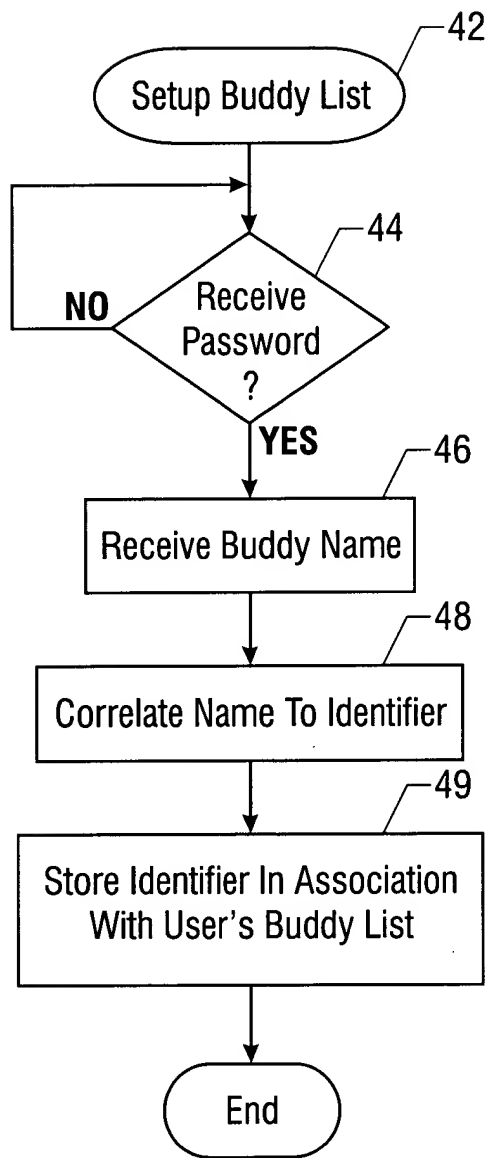 42
Setup Buddy List
44
Receive
Password
?
NO
YES
46
Receive Buddy Name
48
Correlate Name To Identifier
49
Store Identifier In Association
With User's Buddy List
End